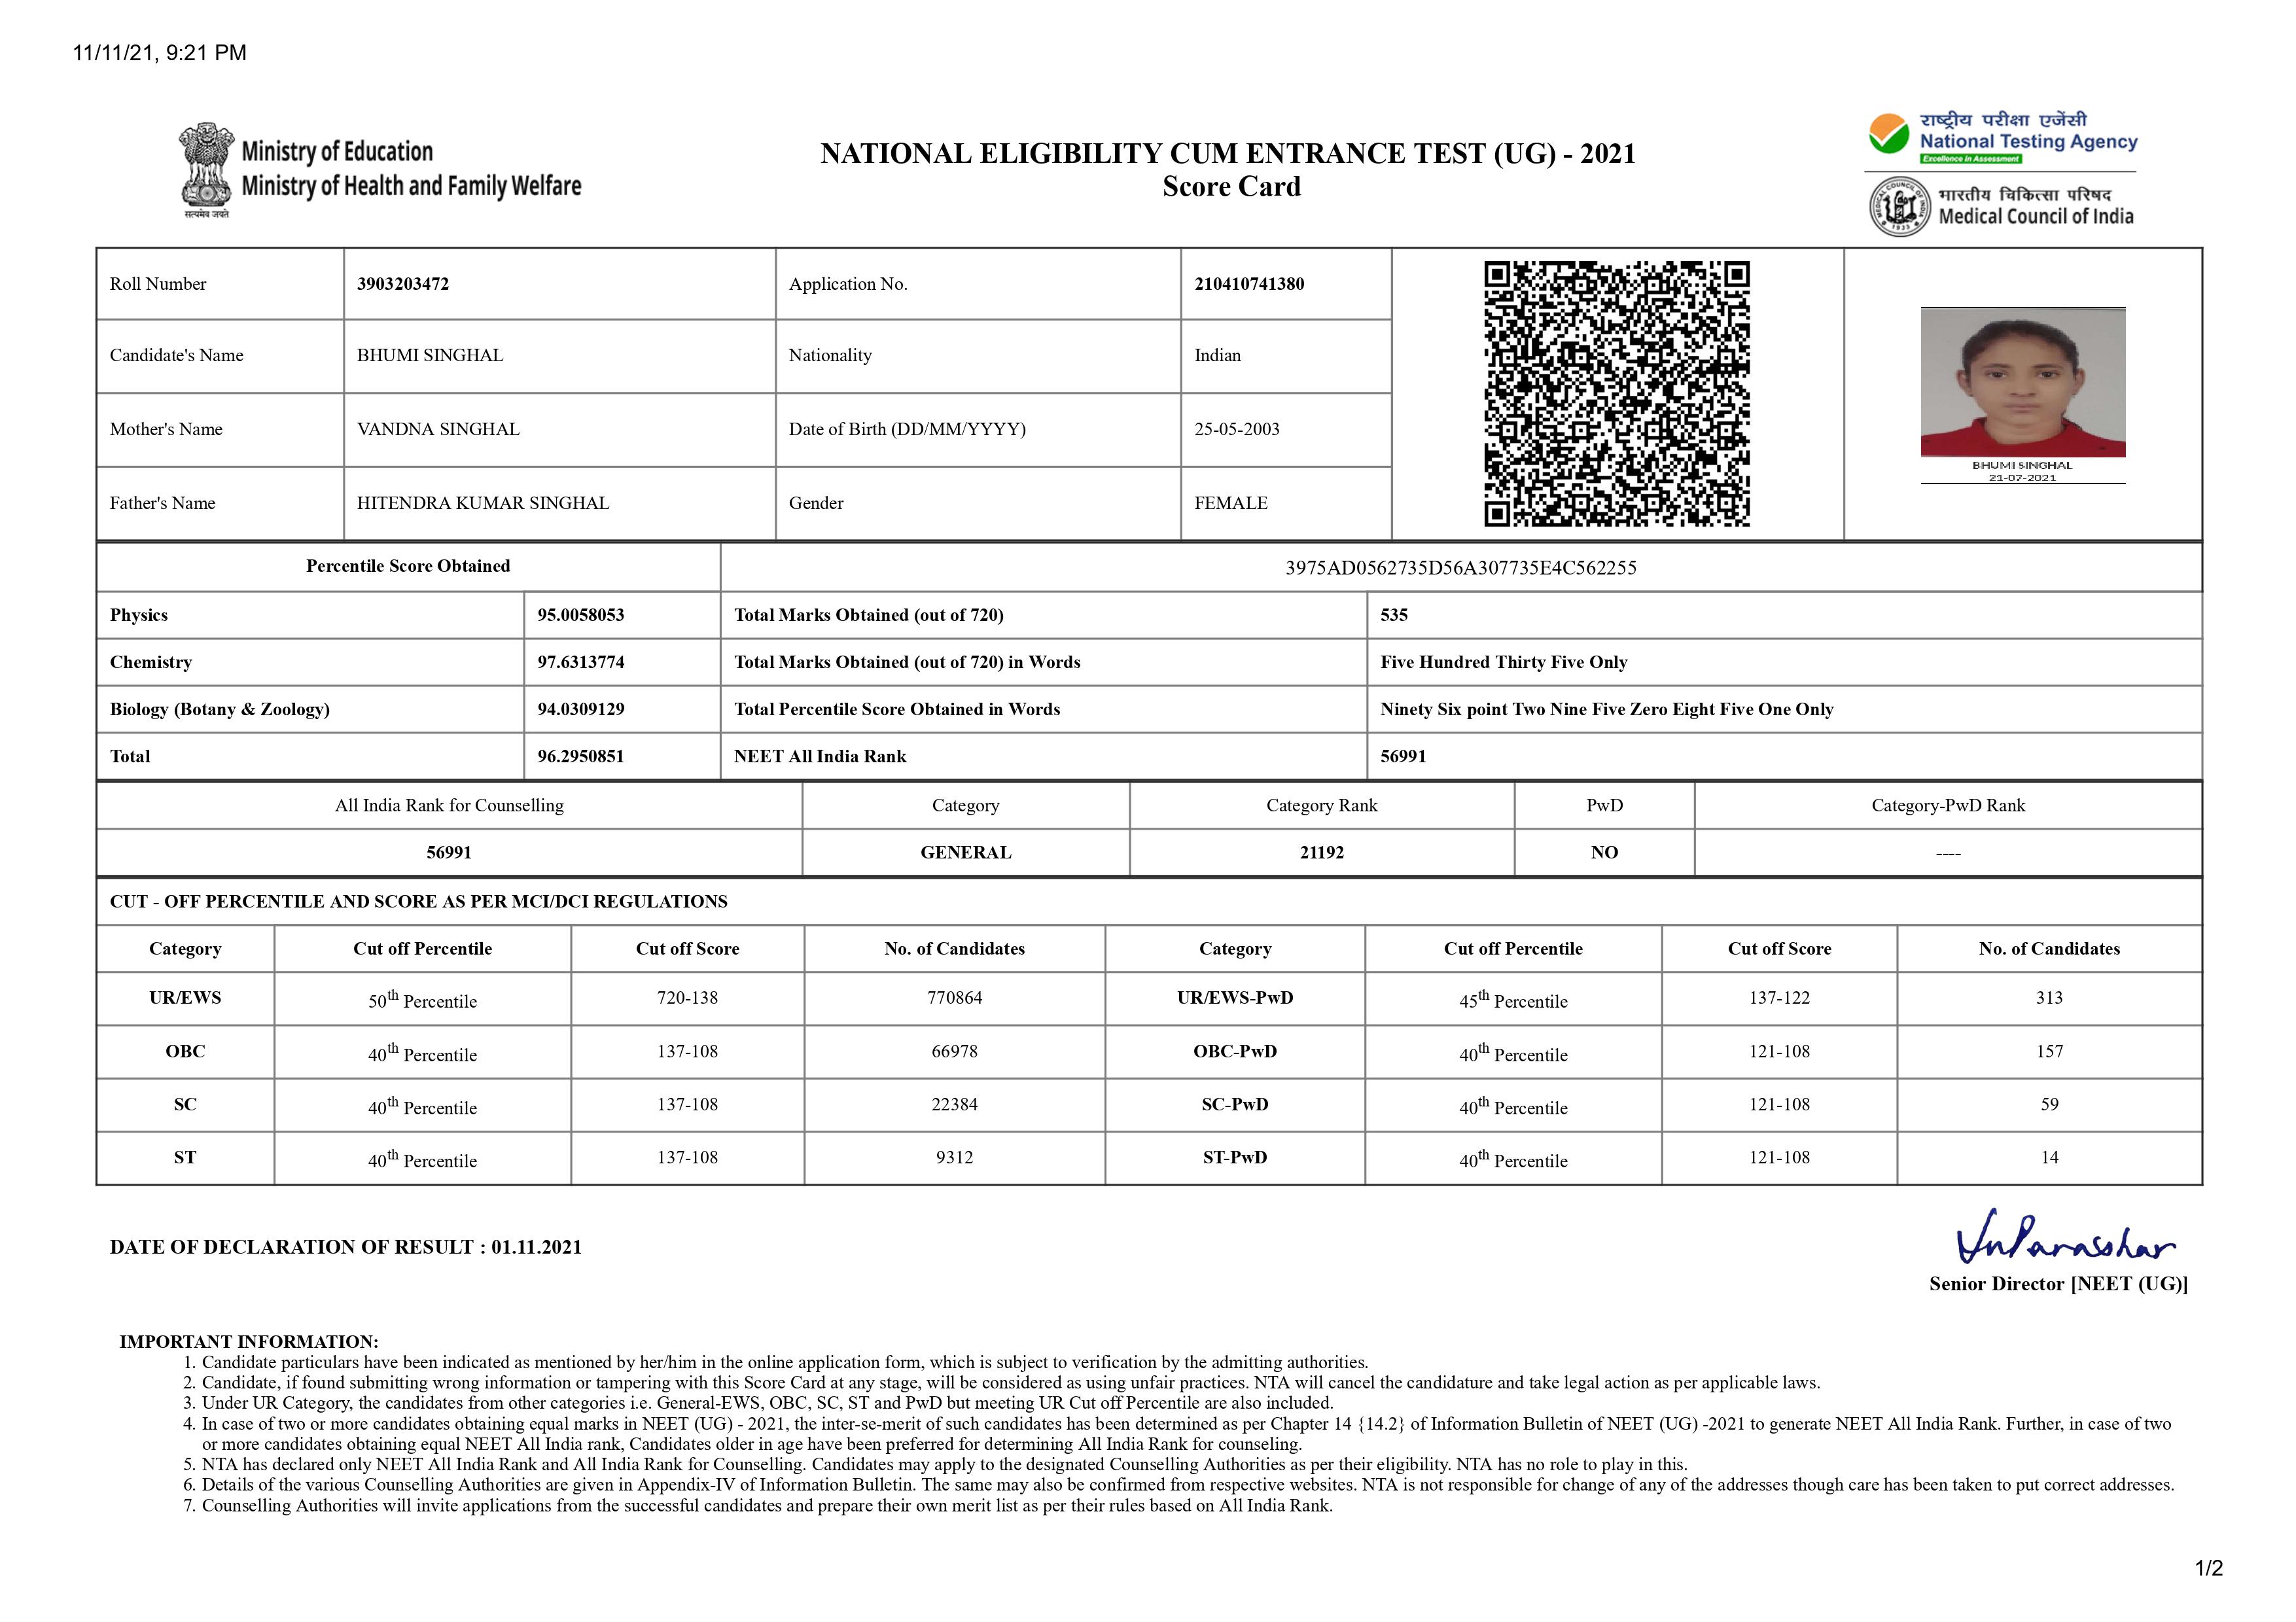 11/11/21, 9:21 PM
सत्यमेव जयते
Ministry of Education
Ministry of Health and Family Welfare
NATIONAL ELIGIBILITY CUM ENTRANCE TEST (UG) - 2021
Score Card
राष्ट्रीय परीक्षा एजेंसी
National Testing Agency
Excellence in Assessment
भारतीय चिकित्सा परिषद
Medical Council of India
MEDICAL COUNCIL OF INDIA
1933
Roll Number 3903203472 Application No. 210410741380
Candidate's Name BHUMI SINGHAL Nationality Indian
Mother's Name VANDNA SINGHAL Date of Birth (DD/MM/YYYY) 25-05-2003
Father's Name HITENDRA KUMAR SINGHAL Gender FEMALE
BHUMI SINGHAL
21-07-2021
Percentile Score Obtained 3975AD0562735D56A307735E4C562255
Physics 95.0058053 Total Marks Obtained (out of 720) 535
Chemistry 97.6313774 Total Marks Obtained (out of 720) in Words Five Hundred Thirty Five Only
Biology (Botany & Zoology) 94.0309129 Total Percentile Score Obtained in Words Ninety Six point Two Nine Five Zero Eight Five One Only
Total 96.2950851 NEET All India Rank 56991
All India Rank for Counselling Category Category Rank PwD Category-PwD Rank
56991 GENERAL 21192 NO ----
CUT - OFF PERCENTILE AND SCORE AS PER MCI/DCI REGULATIONS
Category Cut off Percentile Cut off Score No. of Candidates Category Cut off Percentile Cut off Score No. of Candidates
UR/EWS 50th Percentile 720-138 770864 UR/EWS-PwD 45th Percentile 137-122 313
OBC 40th Percentile 137-108 66978 OBC-PwD 40th Percentile 121-108 157
SC 40th Percentile 137-108 22384 SC-PwD 40th Percentile 121-108 59
ST 40th Percentile 137-108 9312 ST-PwD 40th Percentile 121-108 14
DATE OF DECLARATION OF RESULT : 01.11.2021
Senior Director [NEET (UG)]
IMPORTANT INFORMATION:
1. Candidate particulars have been indicated as mentioned by her/him in the online application form, which is subject to verification by the admitting authorities.
2. Candidate, if found submitting wrong information or tampering with this Score Card at any stage, will be considered as using unfair practices. NTA will cancel the candidature and take legal action as per applicable laws.
3. Under UR Category, the candidates from other categories i.e. General-EWS, OBC, SC, ST and PwD but meeting UR Cut off Percentile are also included.
4. In case of two or more candidates obtaining equal marks in NEET (UG) - 2021, the inter-se-merit of such candidates has been determined as per Chapter 14 {14.2} of Information Bulletin of NEET (UG) -2021 to generate NEET All India Rank. Further, in case of two
or more candidates obtaining equal NEET All India rank, Candidates older in age have been preferred for determining All India Rank for counseling.
5. NTA has declared only NEET All India Rank and All India Rank for Counselling. Candidates may apply to the designated Counselling Authorities as per their eligibility. NTA has no role to play in this.
6. Details of the various Counselling Authorities are given in Appendix-IV of Information Bulletin. The same may also be confirmed from respective websites. NTA is not responsible for change of any of the addresses though care has been taken to put correct addresses.
7. Counselling Authorities will invite applications from the successful candidates and prepare their own merit list as per their rules based on All India Rank.
1/2